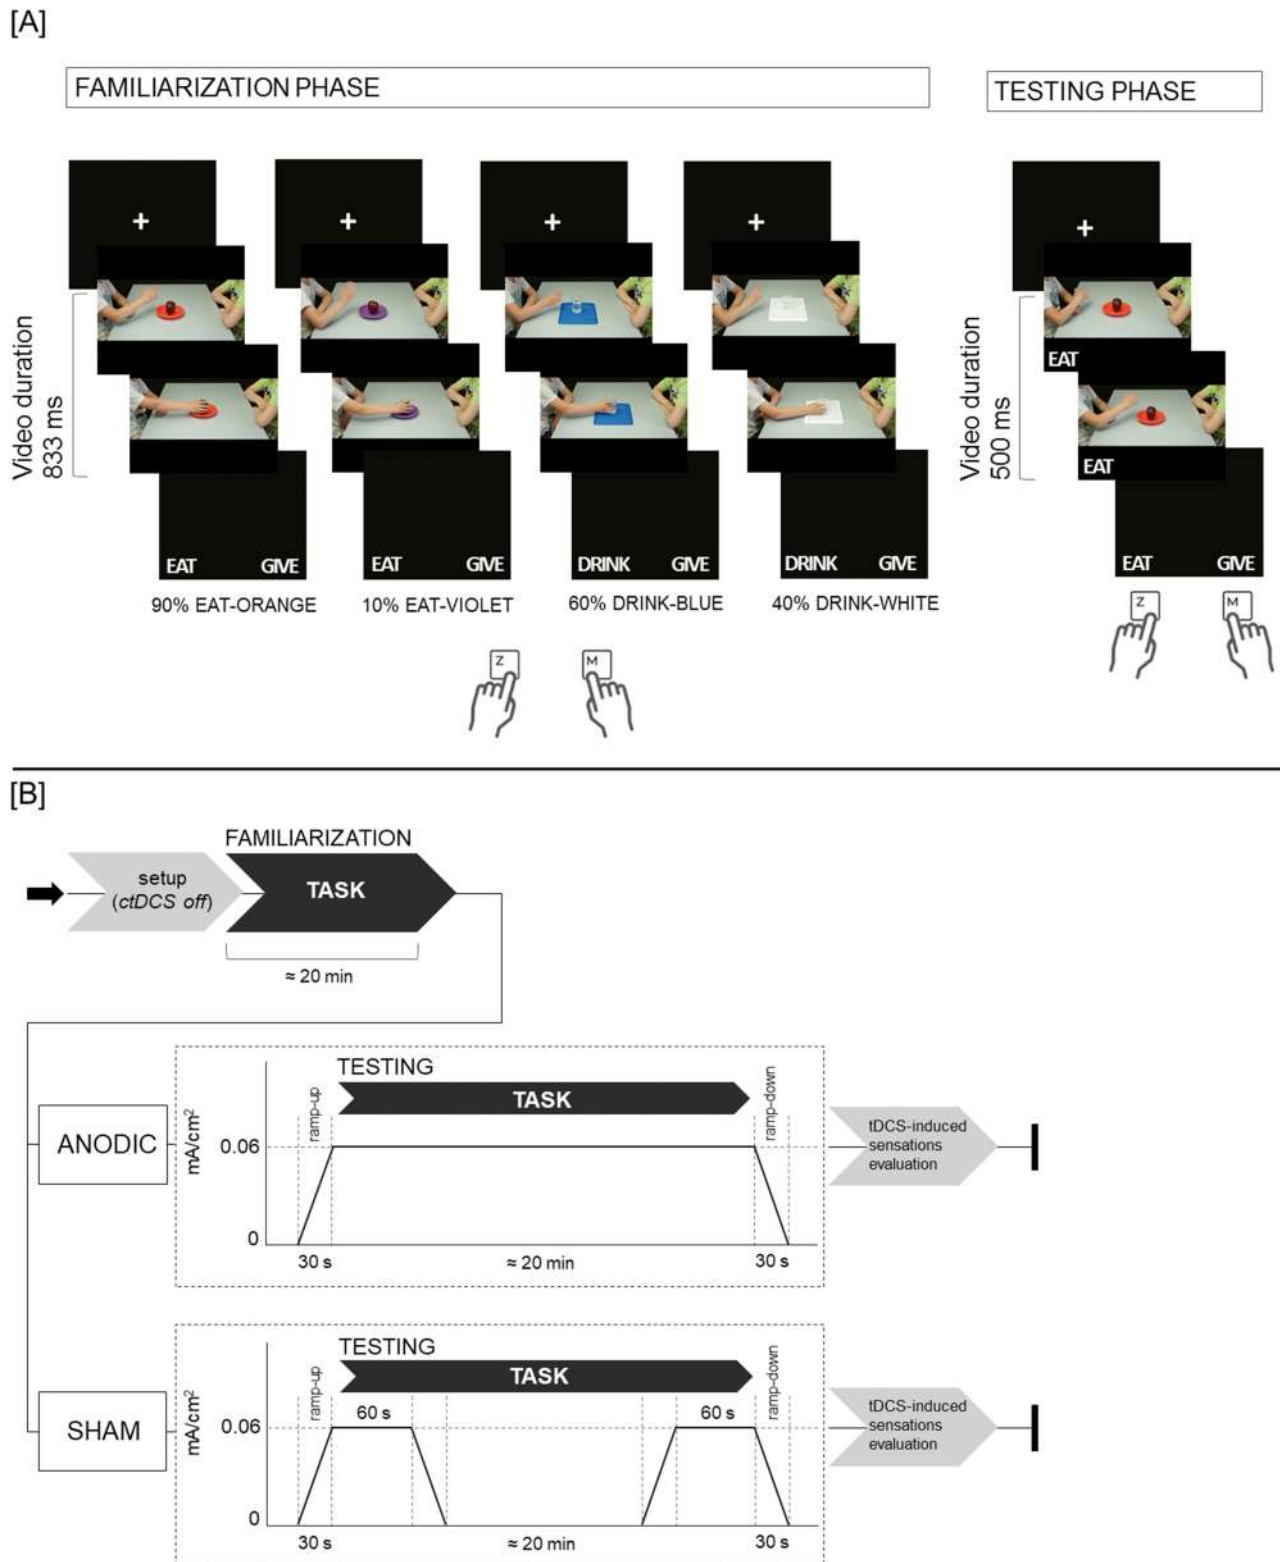 [A]
FAMILIARIZATION PHASE
TESTING PHASE
+
+
+
+
+
Video duration
833 ms
Video duration
500 ms
EAT
EAT
EAT GIVE
EAT GIVE
DRINK GIVE
DRINK GIVE
EAT GIVE
90% EAT-ORANGE
10% EAT-VIOLET
60% DRINK-BLUE
40% DRINK-WHITE
Z
M
Z
M
[B]
FAMILIARIZATION
setup
(ctDCS off)
TASK
≈ 20 min
ANODIC
mA/cm²
0.06
0
ramp-up
TESTING
TASK
ramp-down
30 s
≈ 20 min
30 s
tDCS-induced
sensations
evaluation
SHAM
mA/cm²
0.06
0
ramp-up
TESTING
TASK
ramp-down
60 s
60 s
30 s
≈ 20 min
30 s
tDCS-induced
sensations
evaluation